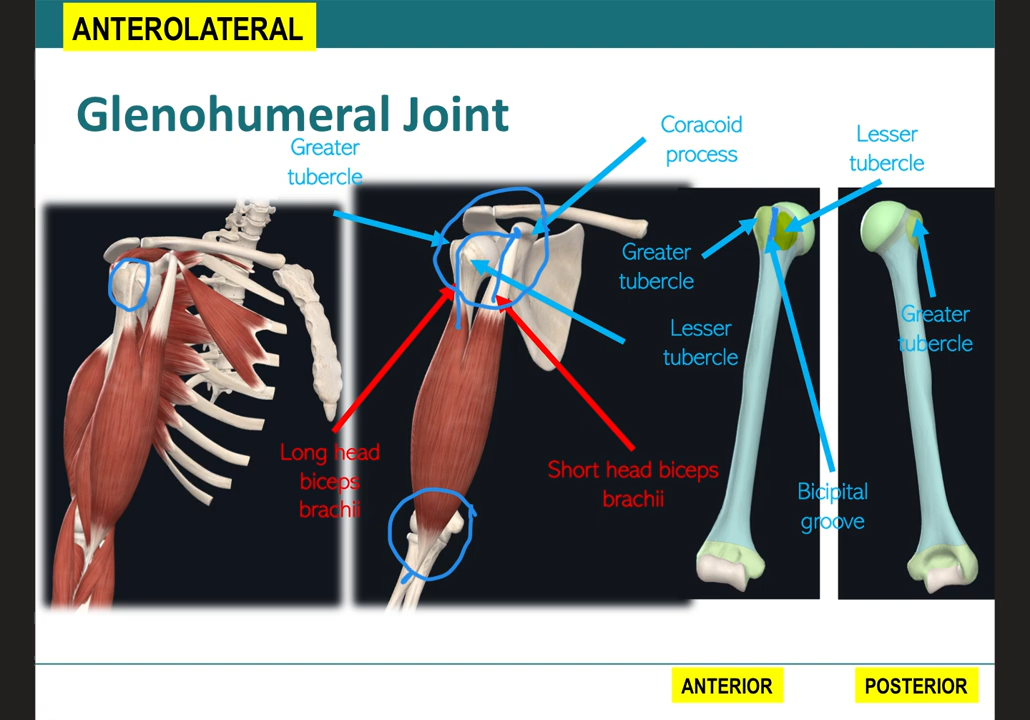 ANTEROLATERAL
Glenohumeral Joint
Greater
tubercle
Coracoid
process
Lesser
tubercle
Greater
tubercle
Lesser
tubercle
Greater
tubercle
Long head
biceps
brachii
Short head biceps
brachii
Bicipital
groove
ANTERIOR
POSTERIOR